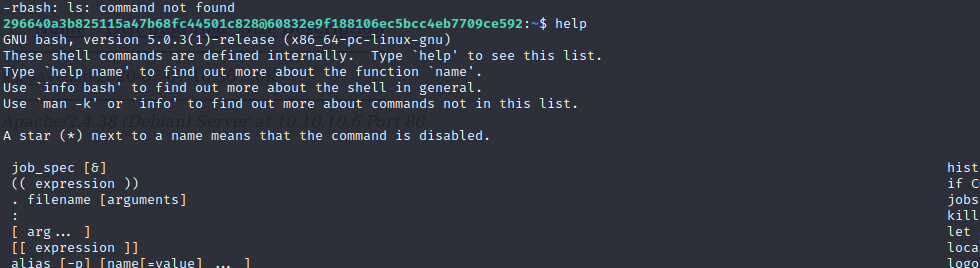 -rbash: ls: command not found
296640a3b825115a47b68fc44501c828@60832e9f188106ec5bcc4eb7709ce592:~$ help
GNU bash, version 5.0.3(1)-release (x86_64-pc-linux-gnu)
These shell commands are defined internally.  Type `help' to see this list.
Type `help name' to find out more about the function `name'.
Use `info bash' to find out more about the shell in general.
Use `man -k' or `info' to find out more about commands not in this list.
Apache/2.4.38 (Debian) Server at 10.10.10.6 Port 80
A star (*) next to a name means that the command is disabled.
job_spec [&] hist
(( expression )) if C
. filename [arguments] jobs
: kill
[ arg... ] let
[[ expression ]] loca
alias [-p] [name[=value] ... ] logo